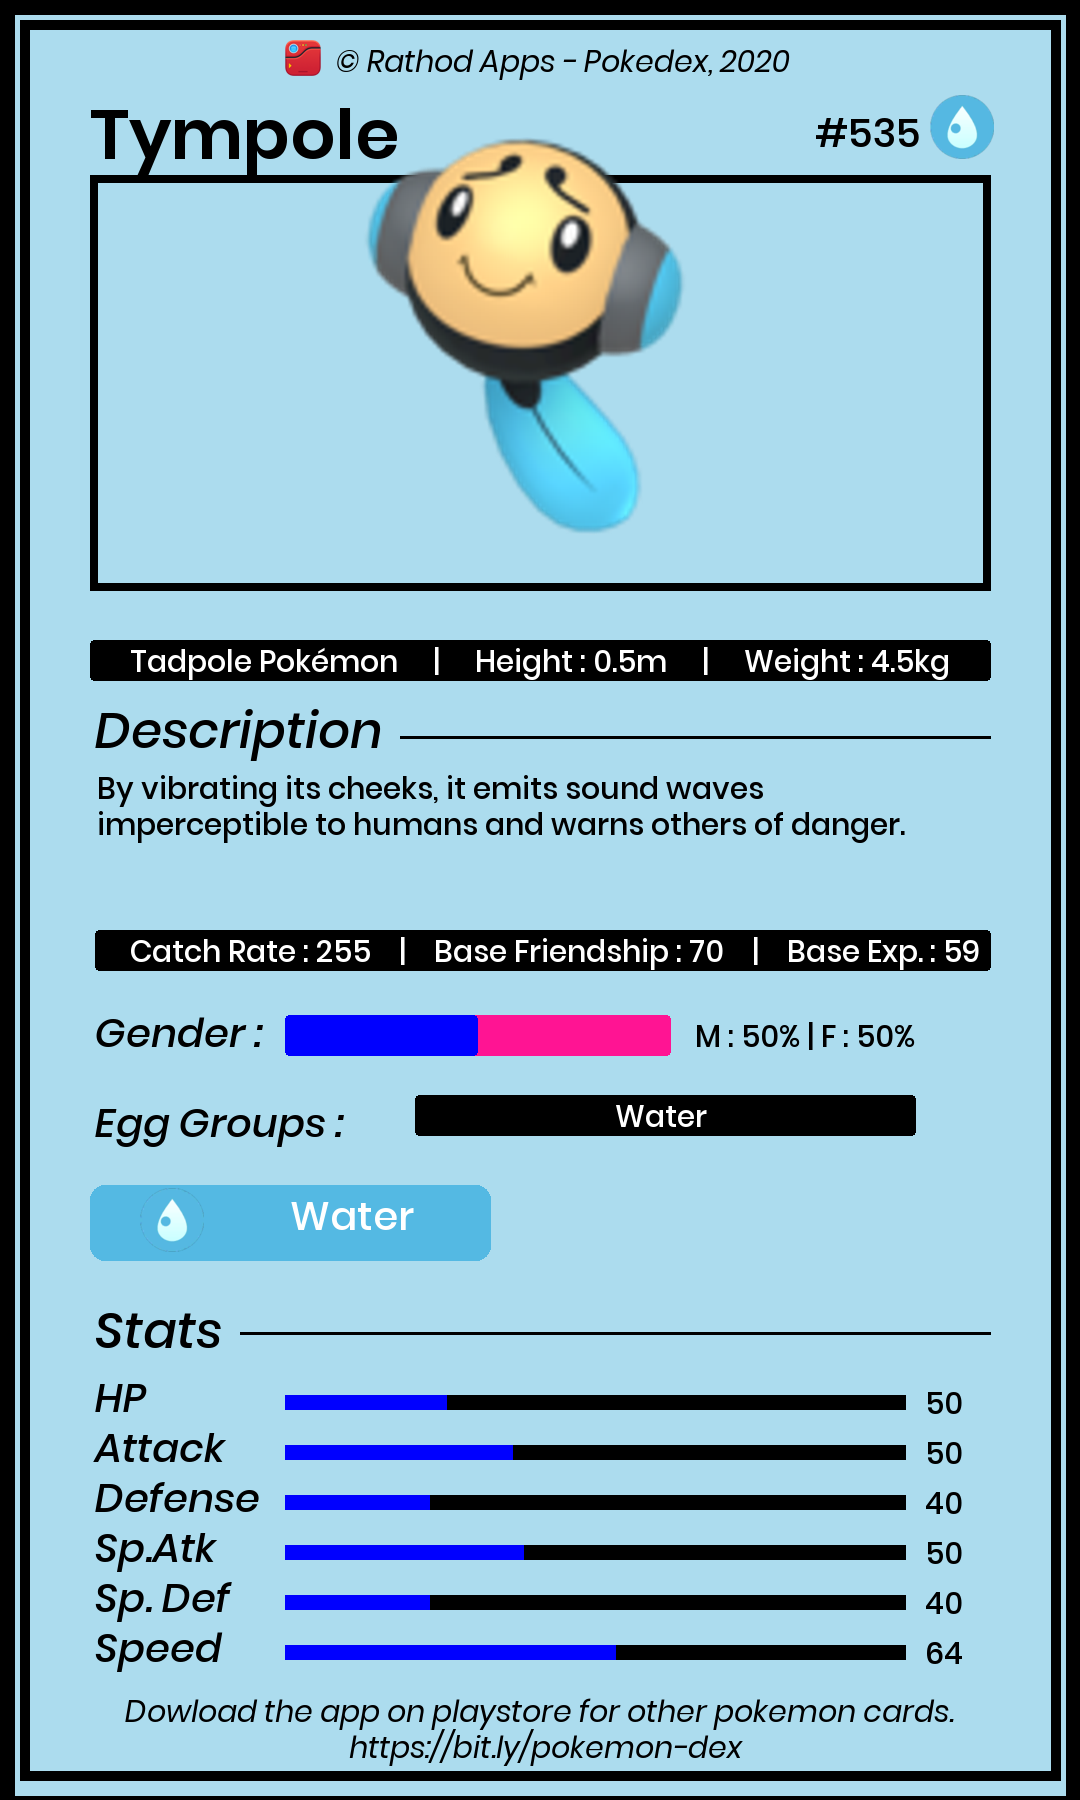 © Rathod Apps - Pokedex, 2020
Tympole
#535
Tadpole Pokémon | Height : 0.5m | Weight : 4.5kg
Description
By vibrating its cheeks, it emits sound waves
imperceptible to humans and warns others of danger.
Catch Rate : 255 | Base Friendship : 70 | Base Exp. : 59
Gender : M : 50% | F : 50%
Egg Groups : Water
Water
Stats
HP 50
Attack 50
Defense 40
Sp.Atk 50
Sp. Def 40
Speed 64
Dowload the app on playstore for other pokemon cards.
https://bit.ly/pokemon-dex